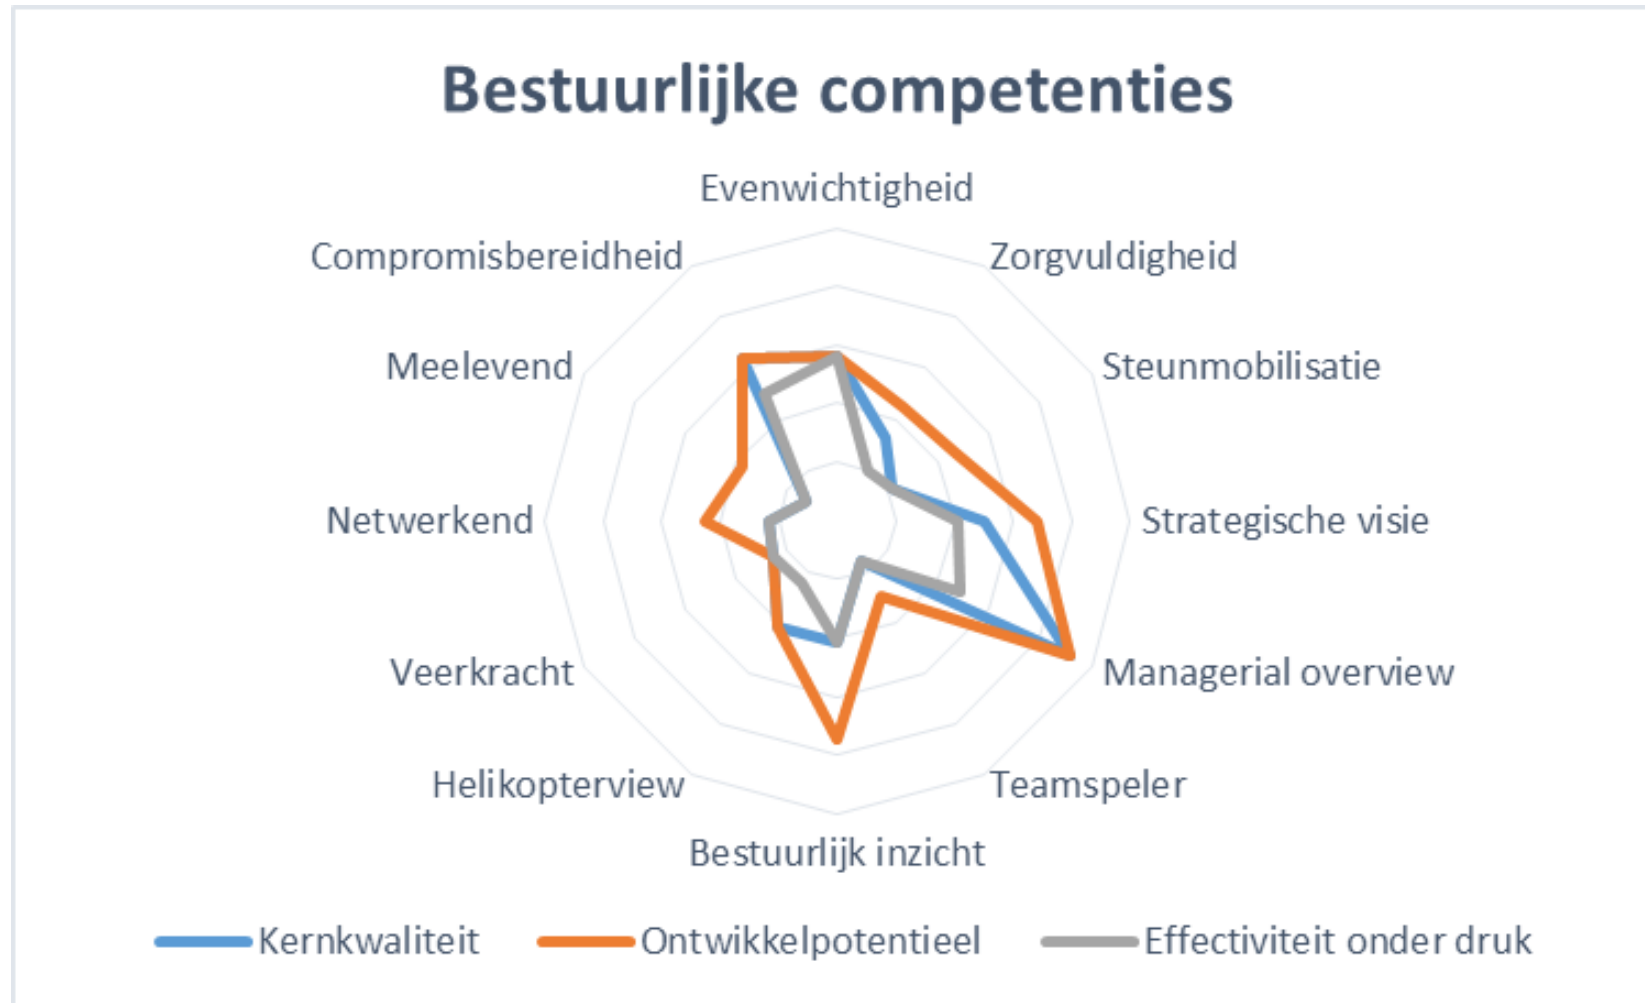 Bestuurlijke competenties
Evenwichtigheid
Zorgvuldigheid
Steunmobilisatie
Strategische visie
Managerial overview
Teamspeler
Bestuurlijk inzicht
Helikopterview
Veerkracht
Netwerkend
Meelevend
Compromisbereidheid
Kernkwaliteit
Ontwikkelpotentieel
Effectiviteit onder druk